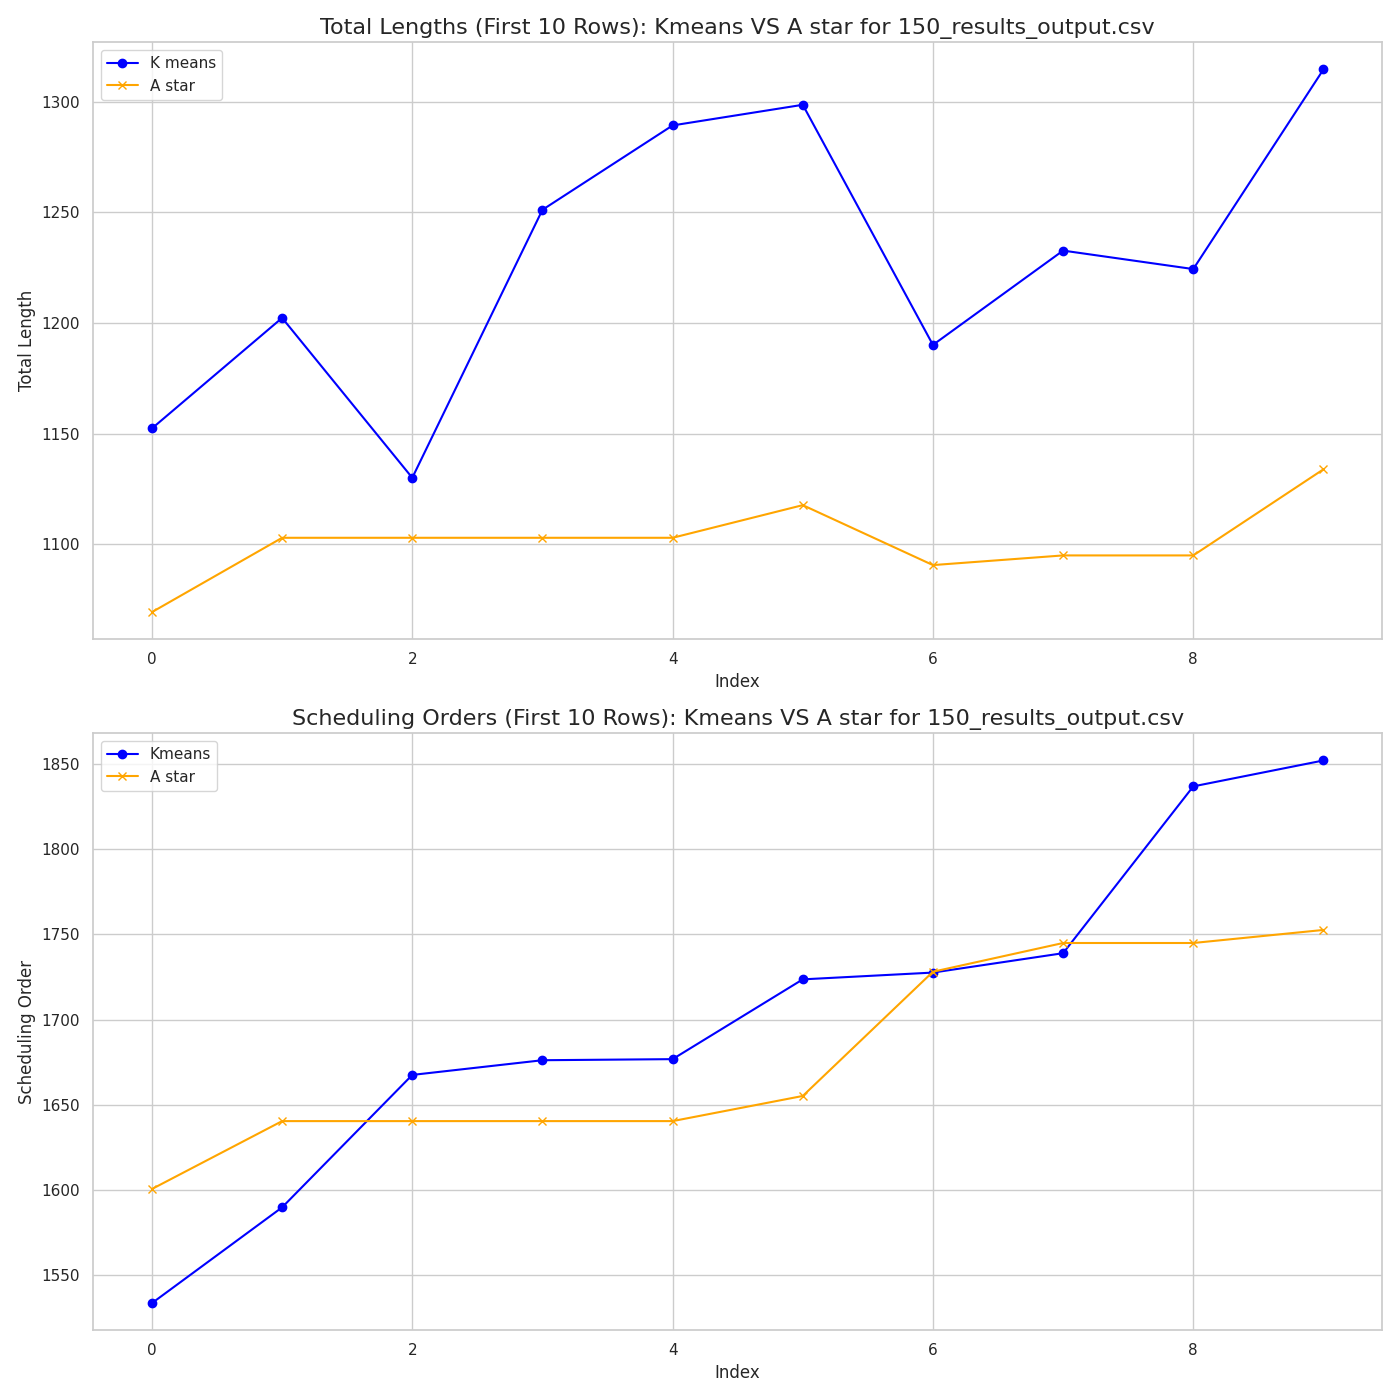 Total Lengths (First 10 Rows): Kmeans VS A star for 150_results_output.csv
K means
A star
1300
1250
1200
1150
1100
Total Length
0 2 4 6 8
Index
Scheduling Orders (First 10 Rows): Kmeans VS A star for 150_results_output.csv
Kmeans
A star
1850
1800
1750
1700
1650
1600
1550
Scheduling Order
0 2 4 6 8
Index